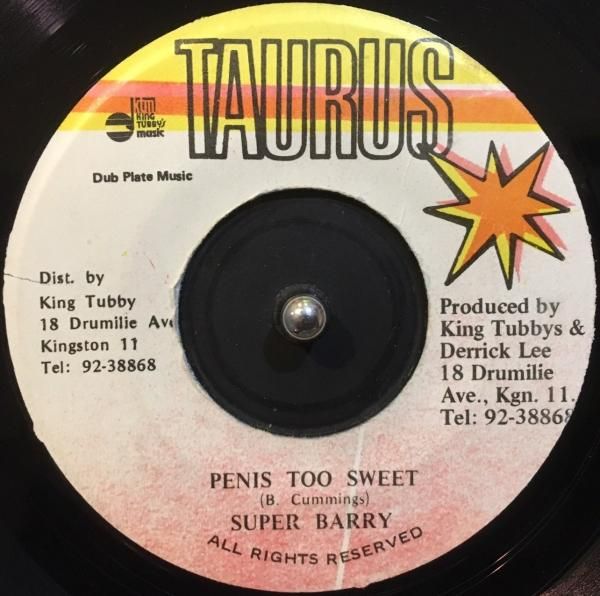 TAURUS
ktm
KING
TUBBY'S
music
Dub Plate Music
Dist. by
King Tubby
18 Drumilie Ave
Kingston 11
Tel: 92-38868
Produced by
King Tubbys &
Derrick Lee
18 Drumilie
Ave., Kgn. 11.
Tel: 92-38868
PENIS TOO SWEET
(B. Cummings)
SUPER BARRY
ALL RIGHTS RESERVED